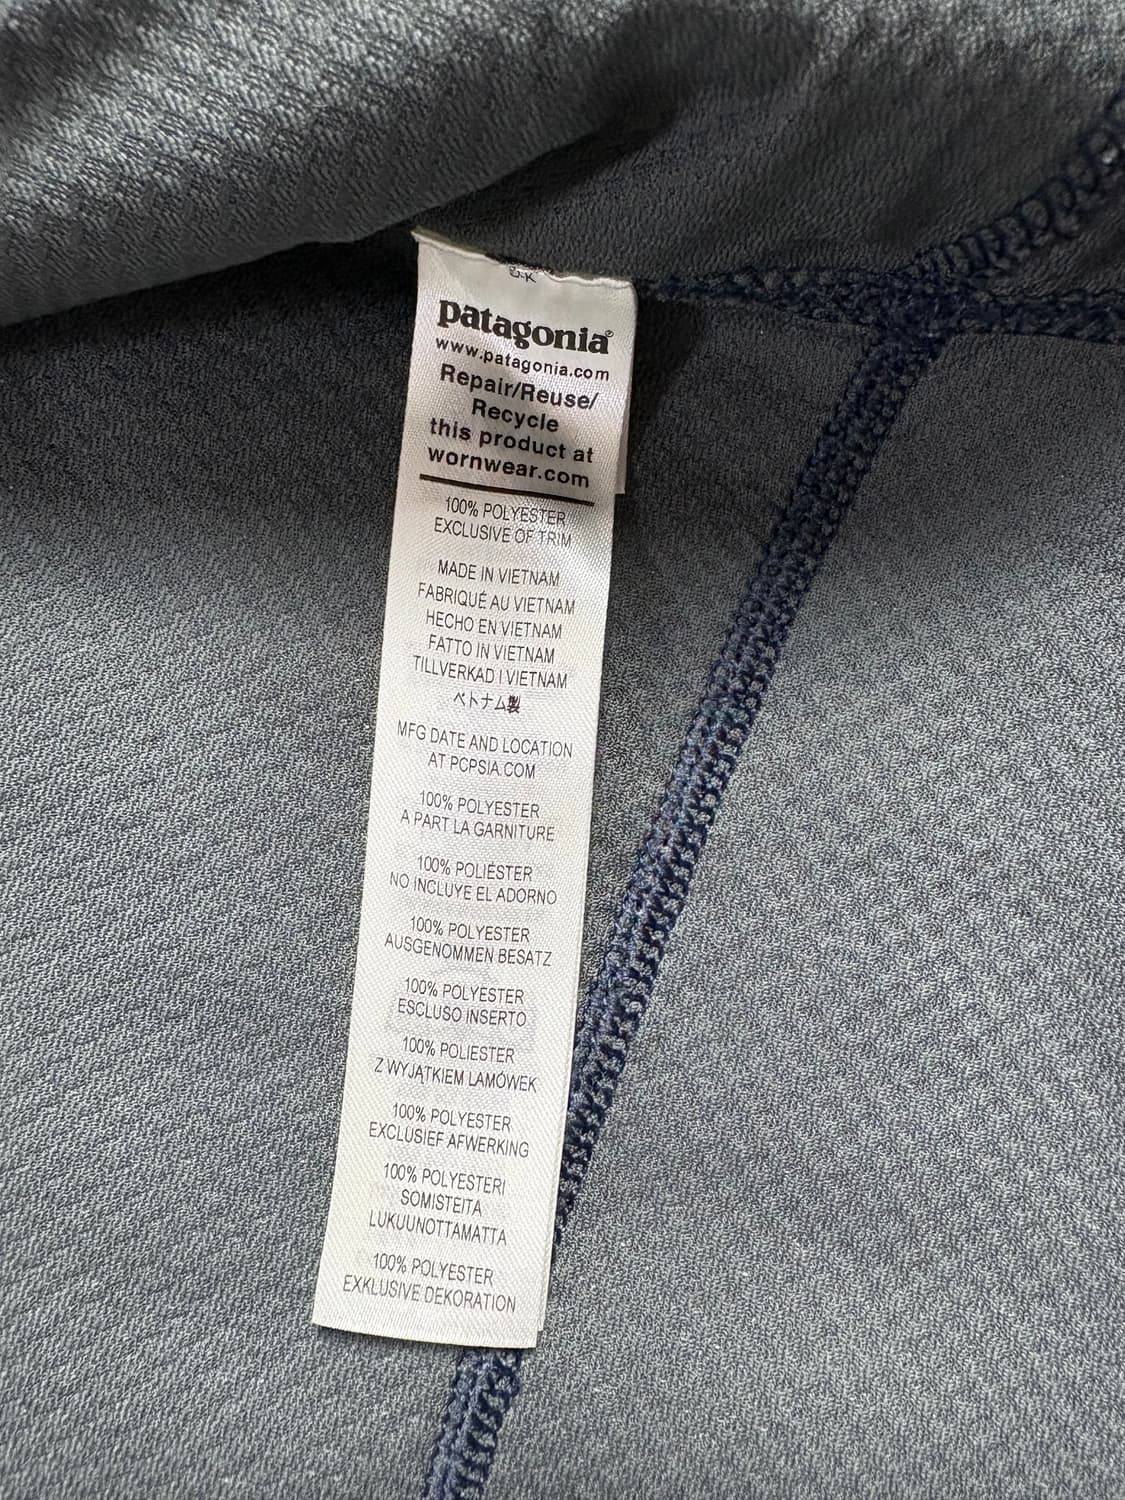 patagonia®
www.patagonia.com
Repair/Reuse/
Recycle
this product at
wornwear.com
100% POLYESTER
EXCLUSIVE OF TRIM
MADE IN VIETNAM
FABRIQUÉ AU VIETNAM
HECHO EN VIETNAM
FATTO IN VIETNAM
TILLVERKAD I VIETNAM
ベトナム製
MFG DATE AND LOCATION
AT PCPSIA.COM
100% POLYESTER
A PART LA GARNITURE
100% POLIÉSTER
NO INCLUYE EL ADORNO
100% POLYESTER
AUSGENOMMEN BESATZ
100% POLYESTER
ESCLUSO INSERTO
100% POLIESTER
Z WYJĄTKIEM LAMÓWEK
100% POLYESTER
EXCLUSIEF AFWERKING
100% POLYESTERI
SOMISTEITA
LUKUUNOTTAMATTA
100% POLYESTER
EXKLUSIVE DEKORATION